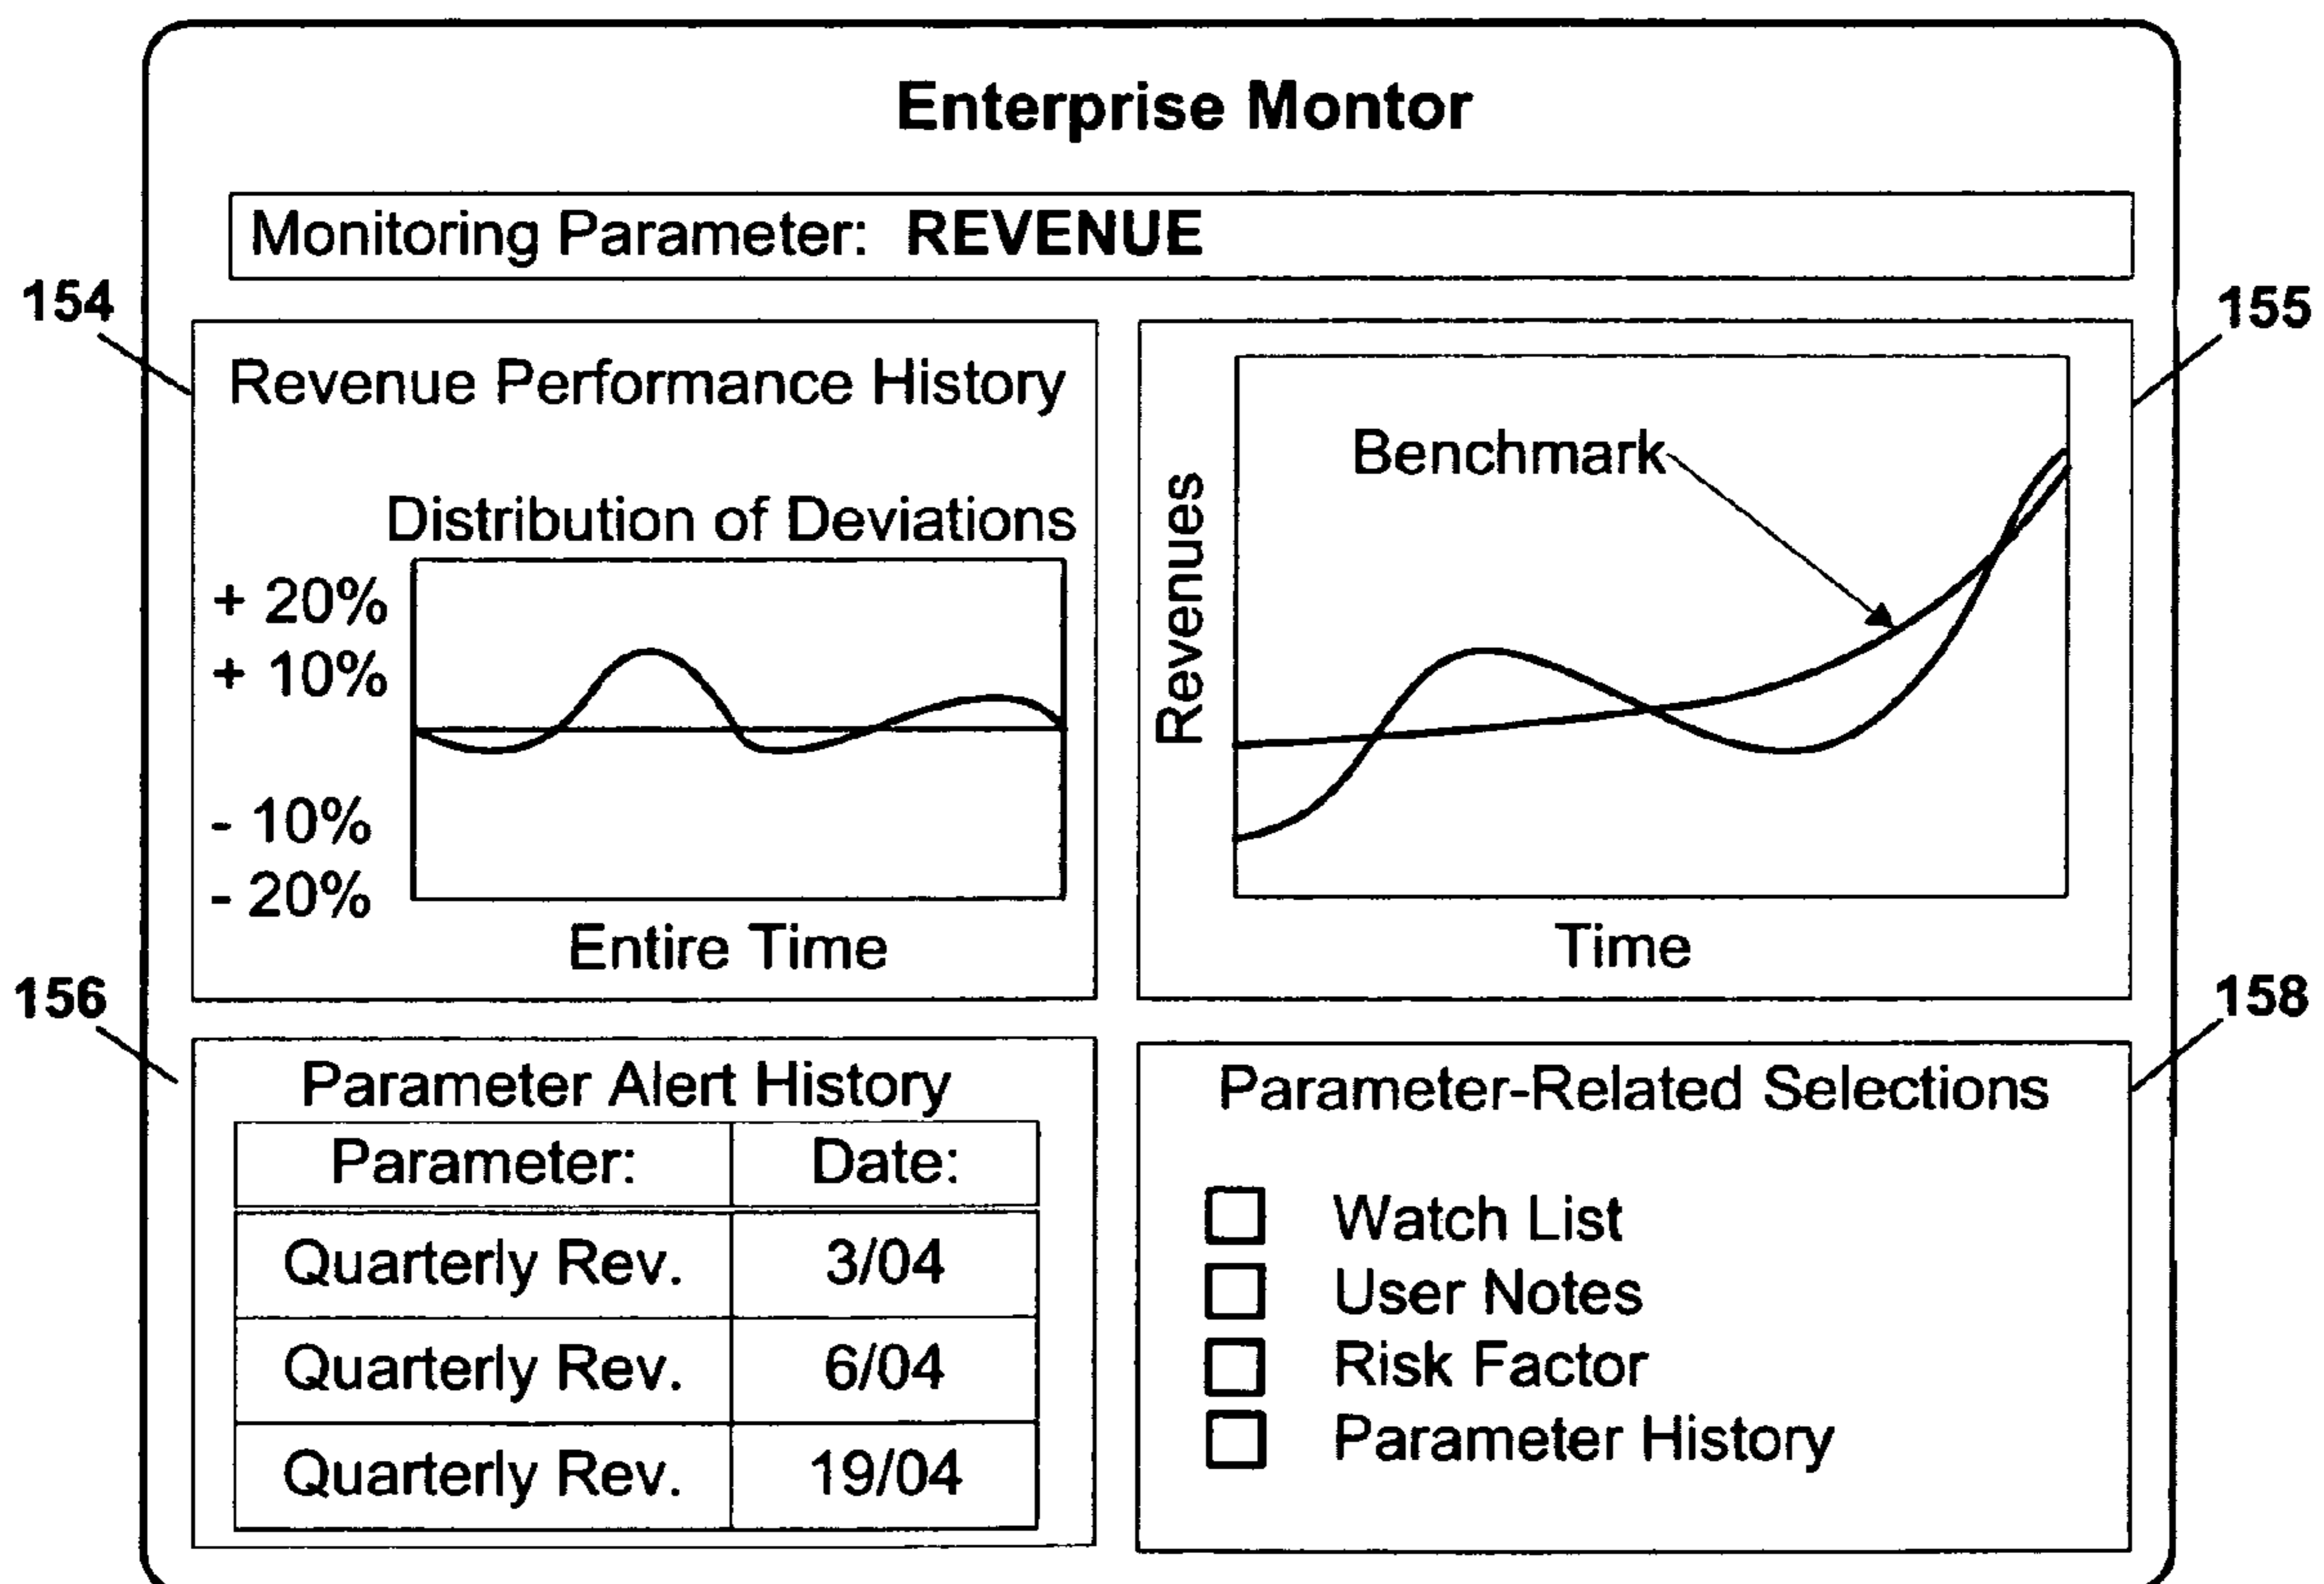 Enterprise Montor
Monitoring Parameter: REVENUE
154
155
Revenue Performance History
Distribution of Deviations
+ 20%
+ 10%
- 10%
- 20%
Entire Time
Benchmark
Revenues
Time
156
158
Parameter Alert History
Parameter: Date:
Quarterly Rev. 3/04
Quarterly Rev. 6/04
Quarterly Rev. 19/04
Parameter-Related Selections
Watch List
User Notes
Risk Factor
Parameter History